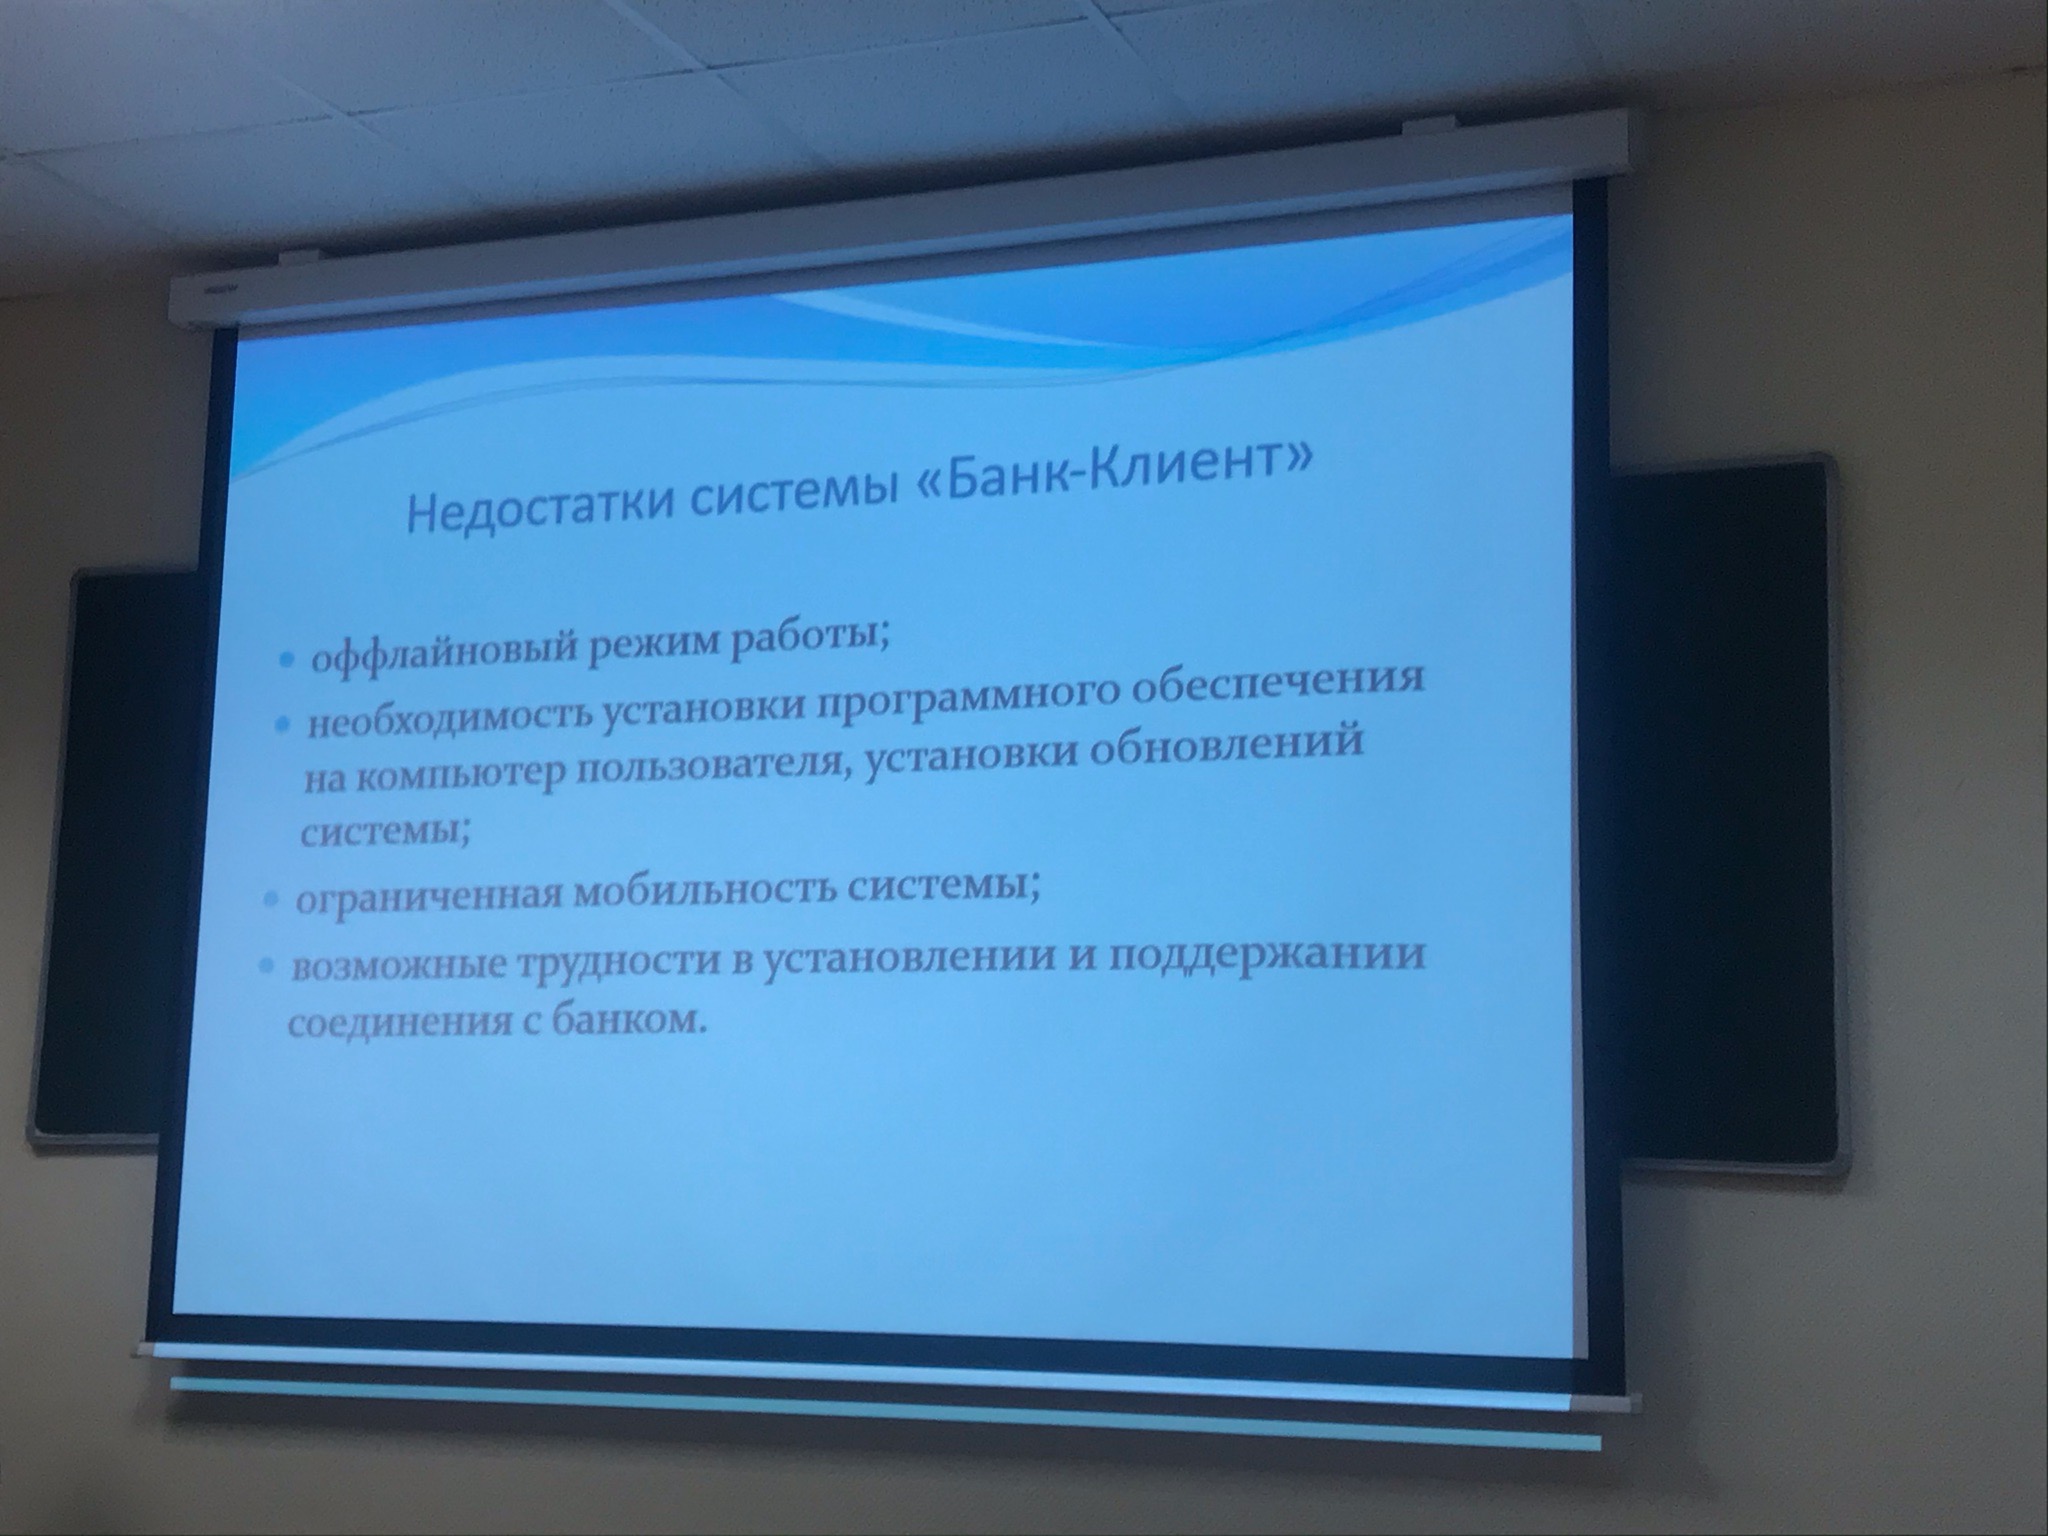 Недостатки системы «Банк-Клиент»
• оффлайновый режим работы;
• необходимость установки программного обеспечения
на компьютер пользователя, установки обновлений
системы;
• ограниченная мобильность системы;
• возможные трудности в установлении и поддержании
соединения с банком.